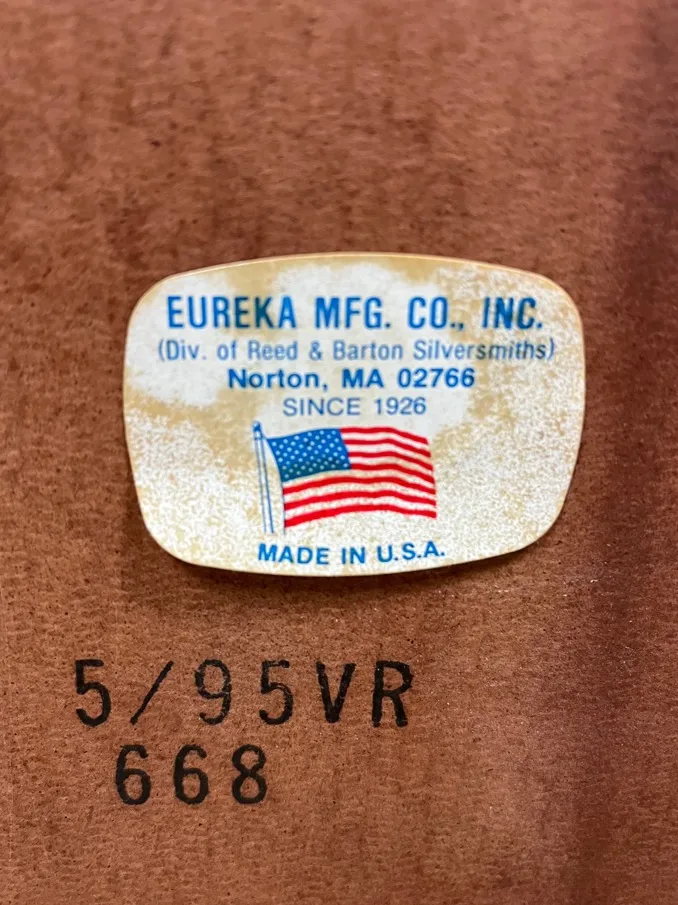 EUREKA MFG. CO., INC.
(Div. of Reed & Barton Silversmiths)
Norton, MA 02766
SINCE 1926
MADE IN U.S.A.
5/95VR
668